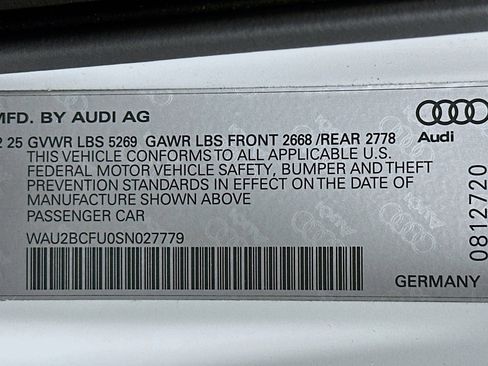 MFD. BY AUDI AG
2 25 GVWR LBS 5269 GAWR LBS FRONT 2668 /REAR 2778
THIS VEHICLE CONFORMS TO ALL APPLICABLE U.S.
FEDERAL MOTOR VEHICLE SAFETY, BUMPER AND THEFT
PREVENTION STANDARDS IN EFFECT ON THE DATE OF
MANUFACTURE SHOWN ABOVE
PASSENGER CAR
WAU2BCFU0SN027779
Audi
0812720
GERMANY